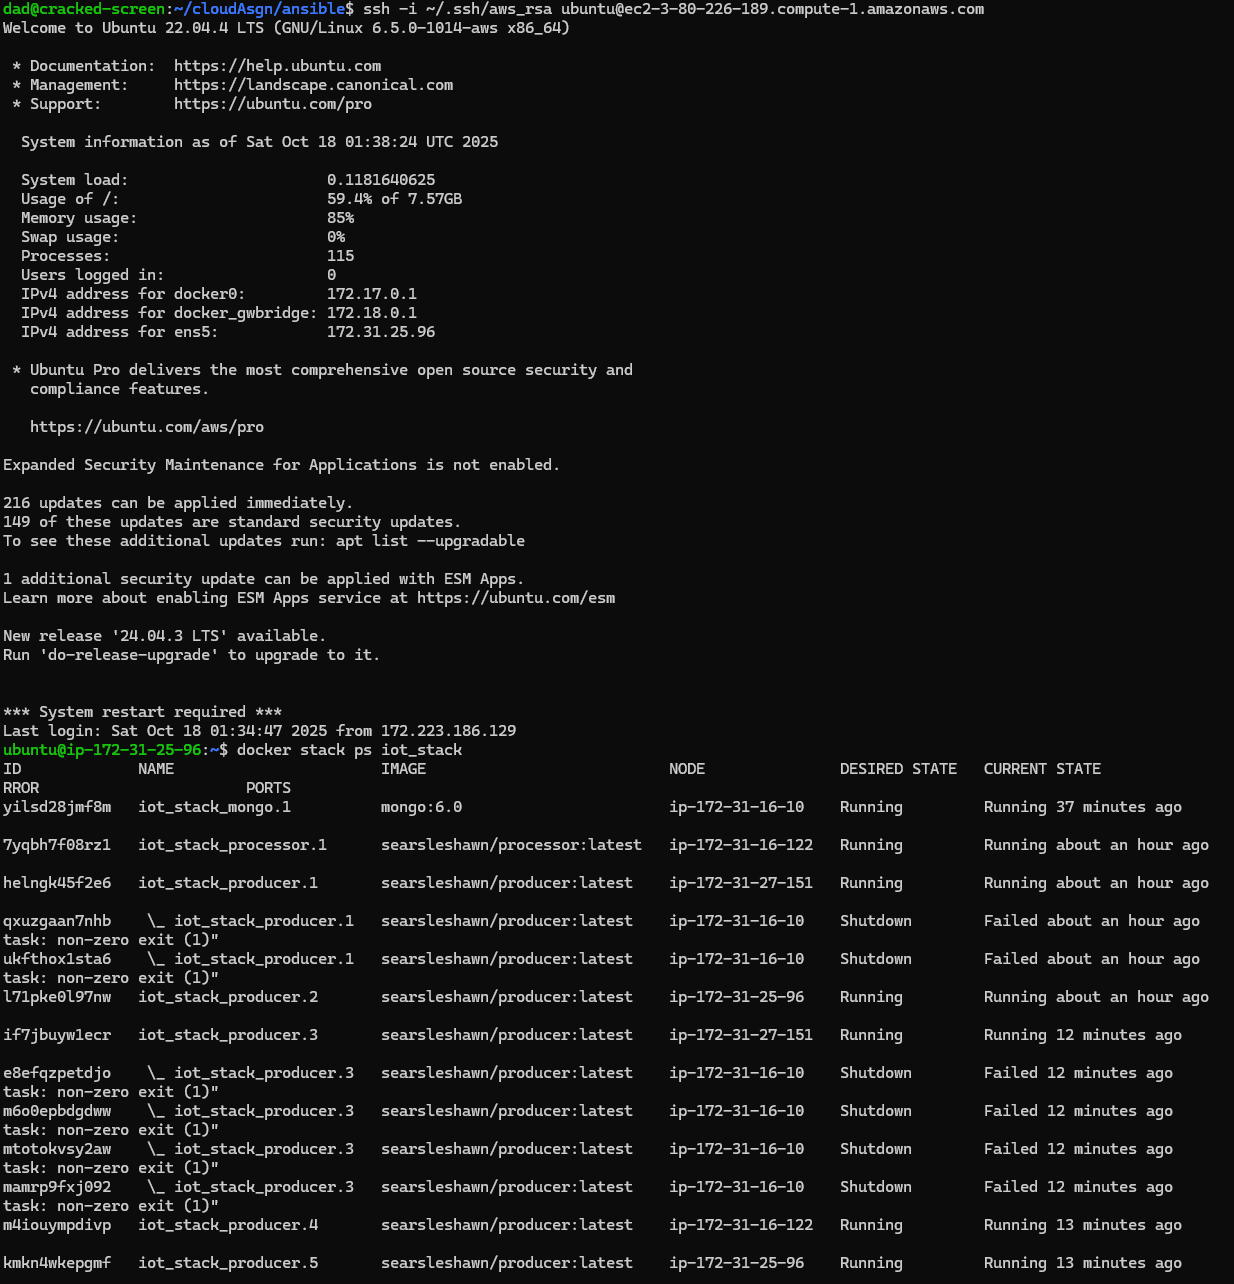 dad@cracked-screen:~/cloudAsgn/ansible$ ssh -i ~/.ssh/aws_rsa ubuntu@ec2-3-80-226-189.compute-1.amazonaws.com
Welcome to Ubuntu 22.04.4 LTS (GNU/Linux 6.5.0-1014-aws x86_64)
* Documentation:  https://help.ubuntu.com
* Management:     https://landscape.canonical.com
* Support:        https://ubuntu.com/pro
System information as of Sat Oct 18 01:38:24 UTC 2025
System load:                      0.1181640625
Usage of /:                       59.4% of 7.57GB
Memory usage:                     85%
Swap usage:                       0%
Processes:                        115
Users logged in:                  0
IPv4 address for docker0:         172.17.0.1
IPv4 address for docker_gwbridge: 172.18.0.1
IPv4 address for ens5:            172.31.25.96
* Ubuntu Pro delivers the most comprehensive open source security and
compliance features.
https://ubuntu.com/aws/pro
Expanded Security Maintenance for Applications is not enabled.
216 updates can be applied immediately.
149 of these updates are standard security updates.
To see these additional updates run: apt list --upgradable
1 additional security update can be applied with ESM Apps.
Learn more about enabling ESM Apps service at https://ubuntu.com/esm
New release '24.04.3 LTS' available.
Run 'do-release-upgrade' to upgrade to it.
*** System restart required ***
Last login: Sat Oct 18 01:34:47 2025 from 172.223.186.129
ubuntu@ip-172-31-25-96:~$ docker stack ps iot_stack
ID             NAME                       IMAGE                           NODE               DESIRED STATE   CURRENT STATE
RROR                       PORTS
yilsd28jmf8m   iot_stack_mongo.1          mongo:6.0                       ip-172-31-16-10    Running         Running 37 minutes ago
7yqbh7f08rz1   iot_stack_processor.1      searsleshawn/processor:latest   ip-172-31-16-122   Running         Running about an hour ago
helngk45f2e6   iot_stack_producer.1       searsleshawn/producer:latest    ip-172-31-27-151   Running         Running about an hour ago
qxuzgaan7nhb    \_ iot_stack_producer.1   searsleshawn/producer:latest    ip-172-31-16-10    Shutdown        Failed about an hour ago
task: non-zero exit (1)"
ukfthox1sta6    \_ iot_stack_producer.1   searsleshawn/producer:latest    ip-172-31-16-10    Shutdown        Failed about an hour ago
task: non-zero exit (1)"
l71pke0l97nw   iot_stack_producer.2       searsleshawn/producer:latest    ip-172-31-25-96    Running         Running about an hour ago
if7jbuyw1ecr   iot_stack_producer.3       searsleshawn/producer:latest    ip-172-31-27-151   Running         Running 12 minutes ago
e8efqzpetdjo    \_ iot_stack_producer.3   searsleshawn/producer:latest    ip-172-31-16-10    Shutdown        Failed 12 minutes ago
task: non-zero exit (1)"
m6o0epbdgdww    \_ iot_stack_producer.3   searsleshawn/producer:latest    ip-172-31-16-10    Shutdown        Failed 12 minutes ago
task: non-zero exit (1)"
mtotokvsy2aw    \_ iot_stack_producer.3   searsleshawn/producer:latest    ip-172-31-16-10    Shutdown        Failed 12 minutes ago
task: non-zero exit (1)"
mamrp9fxj092    \_ iot_stack_producer.3   searsleshawn/producer:latest    ip-172-31-16-10    Shutdown        Failed 12 minutes ago
task: non-zero exit (1)"
m4iouympdivp   iot_stack_producer.4       searsleshawn/producer:latest    ip-172-31-16-122   Running         Running 13 minutes ago
kmkn4wkepgmf   iot_stack_producer.5       searsleshawn/producer:latest    ip-172-31-25-96    Running         Running 13 minutes ago